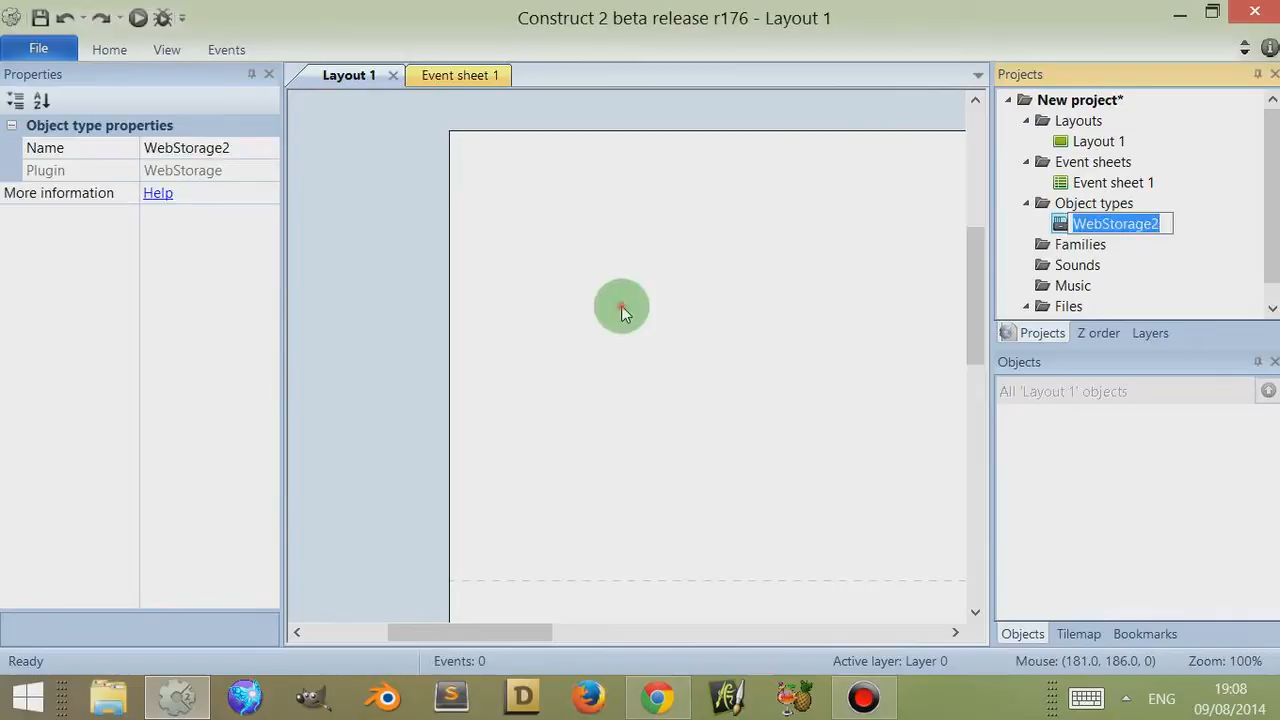 Construct 2 beta release r176 - Layout 1
File Home View Events
Properties
Layout 1
Event sheet 1
Projects
Object type properties
Name WebStorage2
Plugin WebStorage
More information Help
New project*
Layouts
Layout 1
Event sheets
Event sheet 1
Object types
WebStorage2
Families
Sounds
Music
Files
Projects Z order Layers
Objects
All 'Layout 1' objects
Objects Tilemap Bookmarks
Ready Events: 0 Active layer: Layer 0 Mouse: (181.0, 186.0, 0) Zoom: 100%
ENG
19:08
09/08/2014